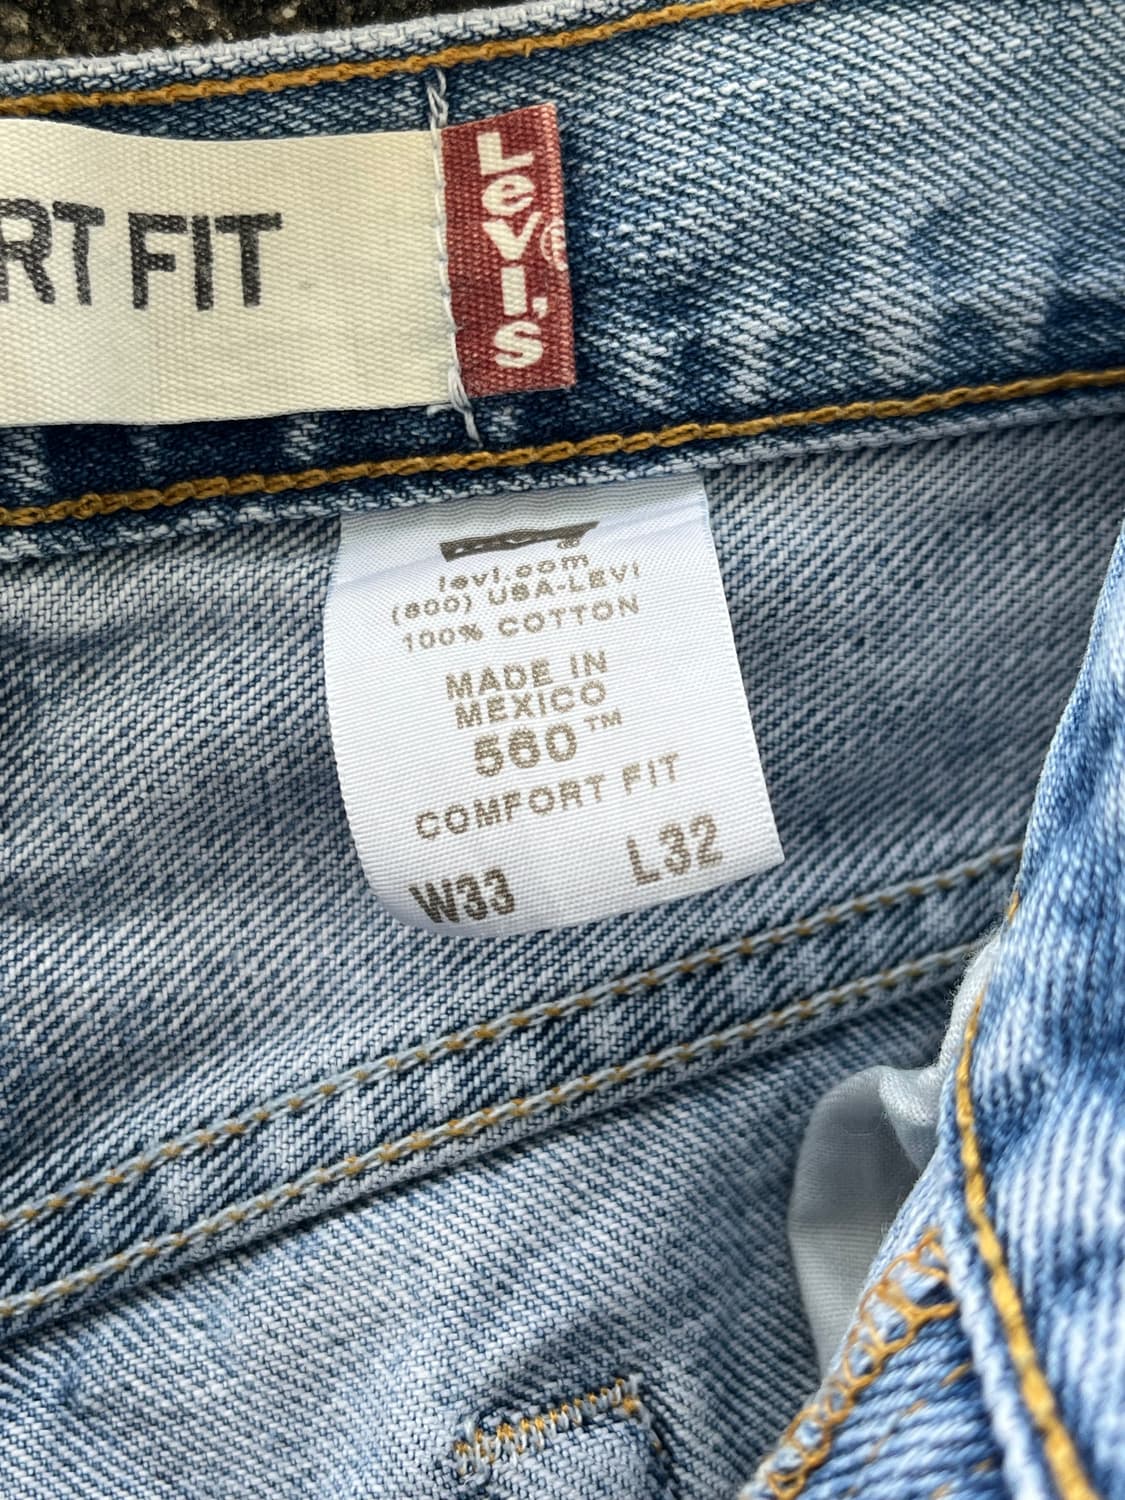 RT FIT
Levi's®
levi.com
(800) USA-LEVI
100% COTTON
MADE IN
MEXICO
560™
COMFORT FIT
W33 L32